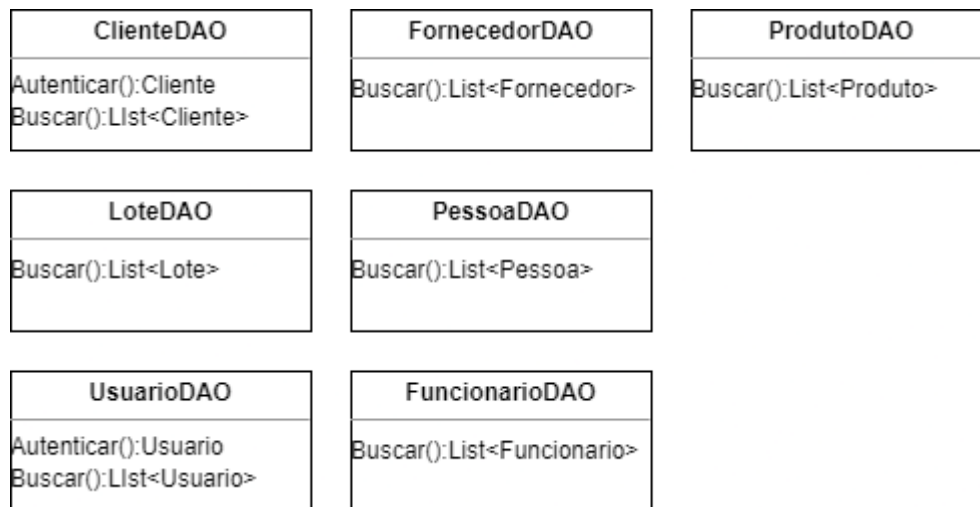 ClienteDAO
Autenticar():Cliente
Buscar():LIst<Cliente>
FornecedorDAO
Buscar():List<Fornecedor>
ProdutoDAO
Buscar():List<Produto>
LoteDAO
Buscar():List<Lote>
PessoaDAO
Buscar():List<Pessoa>
UsuarioDAO
Autenticar():Usuario
Buscar():LIst<Usuario>
FuncionarioDAO
Buscar():List<Funcionario>